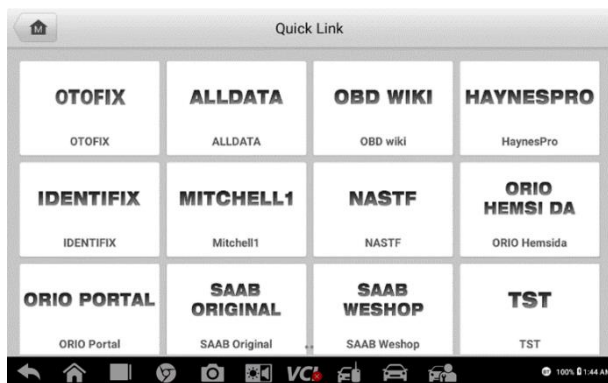 M
Quick Link
OTOFIX
ALLDATA
OBD WIKI
HAYNESPRO
OTOFIX
ALLDATA
OBD wiki
HaynesPro
IDENTIFIX
MITCHELL1
NASTF
ORIO
HEMSI DA
IDENTIFIX
Mitchell1
NASTF
ORIO Hemsida
ORIO PORTAL
SAAB
ORIGINAL
SAAB
WESHOP
TST
ORIO Portal
SAAB Original
SAAB Weshop
TST
VCI
100%
1:44 AM